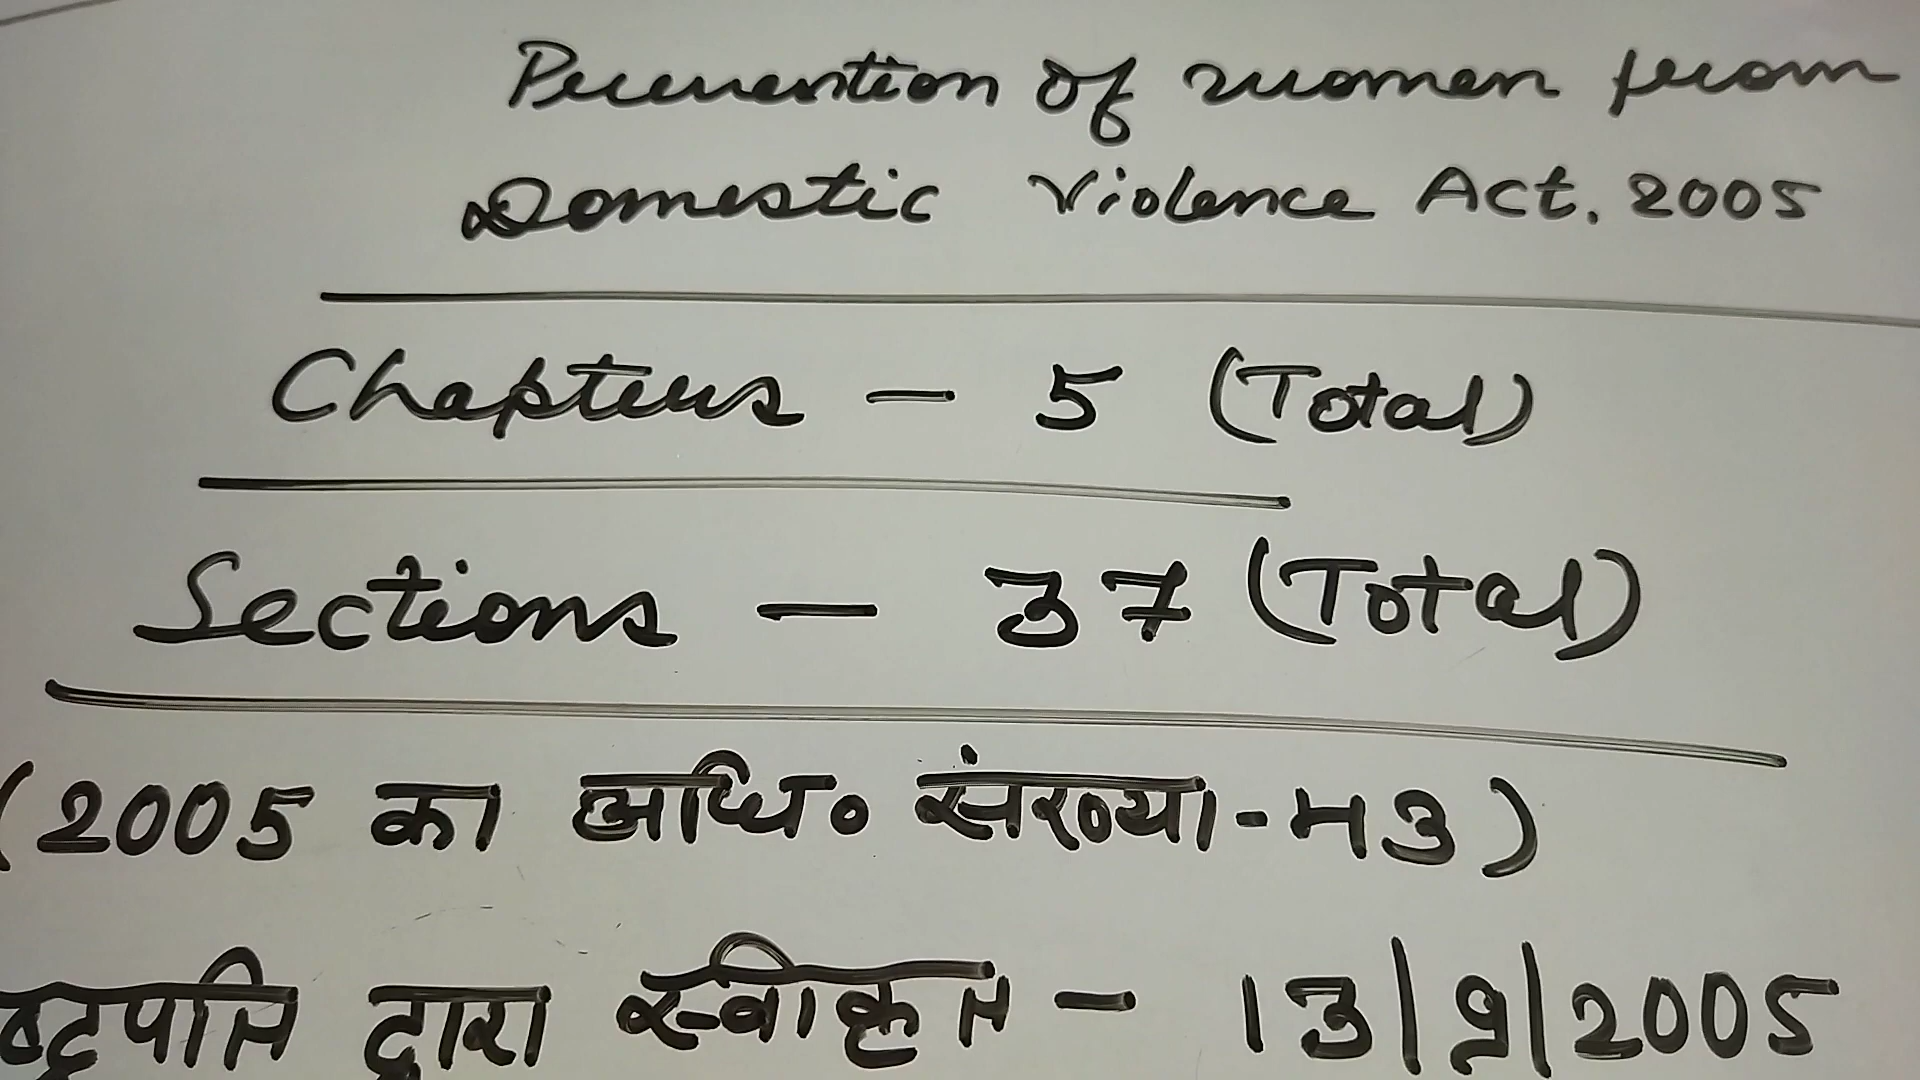 Prevention of women from
Domestic Violence Act. 2005
Chapters - 5 (Total)
Sections - 37 (Total)
(2005 का अधि० संख्या - 43)
ष्ट्रपति द्वारा स्वीकृत - 13/9/2005